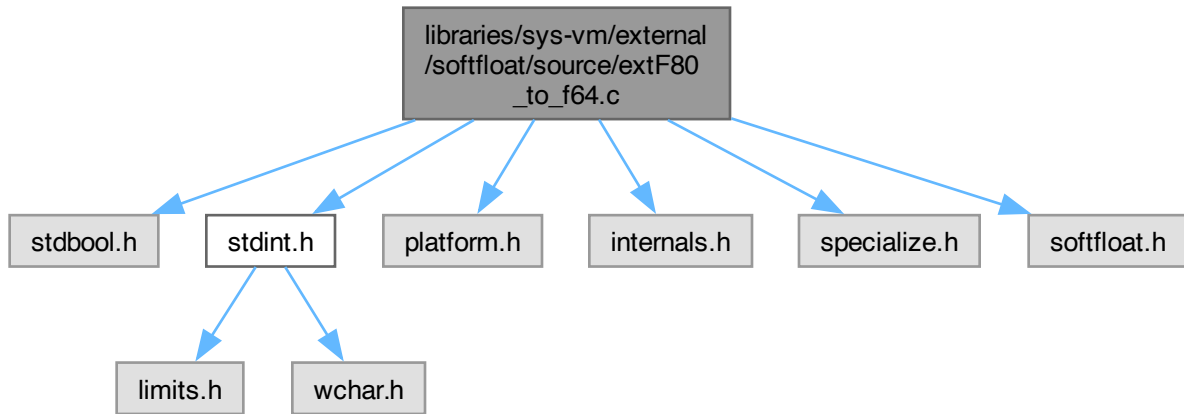 libraries/sys-vm/external
/softfloat/source/extF80
_to_f64.c
stdbool.h
stdint.h
platform.h
internals.h
specialize.h
softfloat.h
limits.h
wchar.h